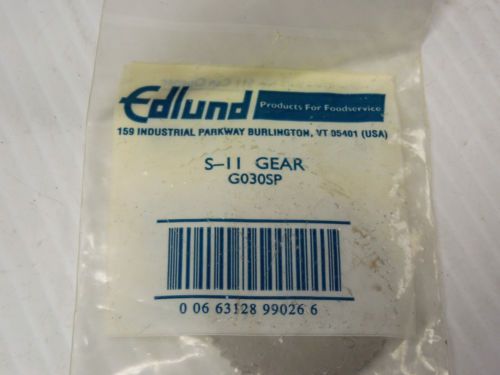 Edlund Products For Foodservice
159 INDUSTRIAL PARKWAY BURLINGTON, VT 05401 (USA)
S-11 GEAR
G030SP
0 06 63128 99026 6